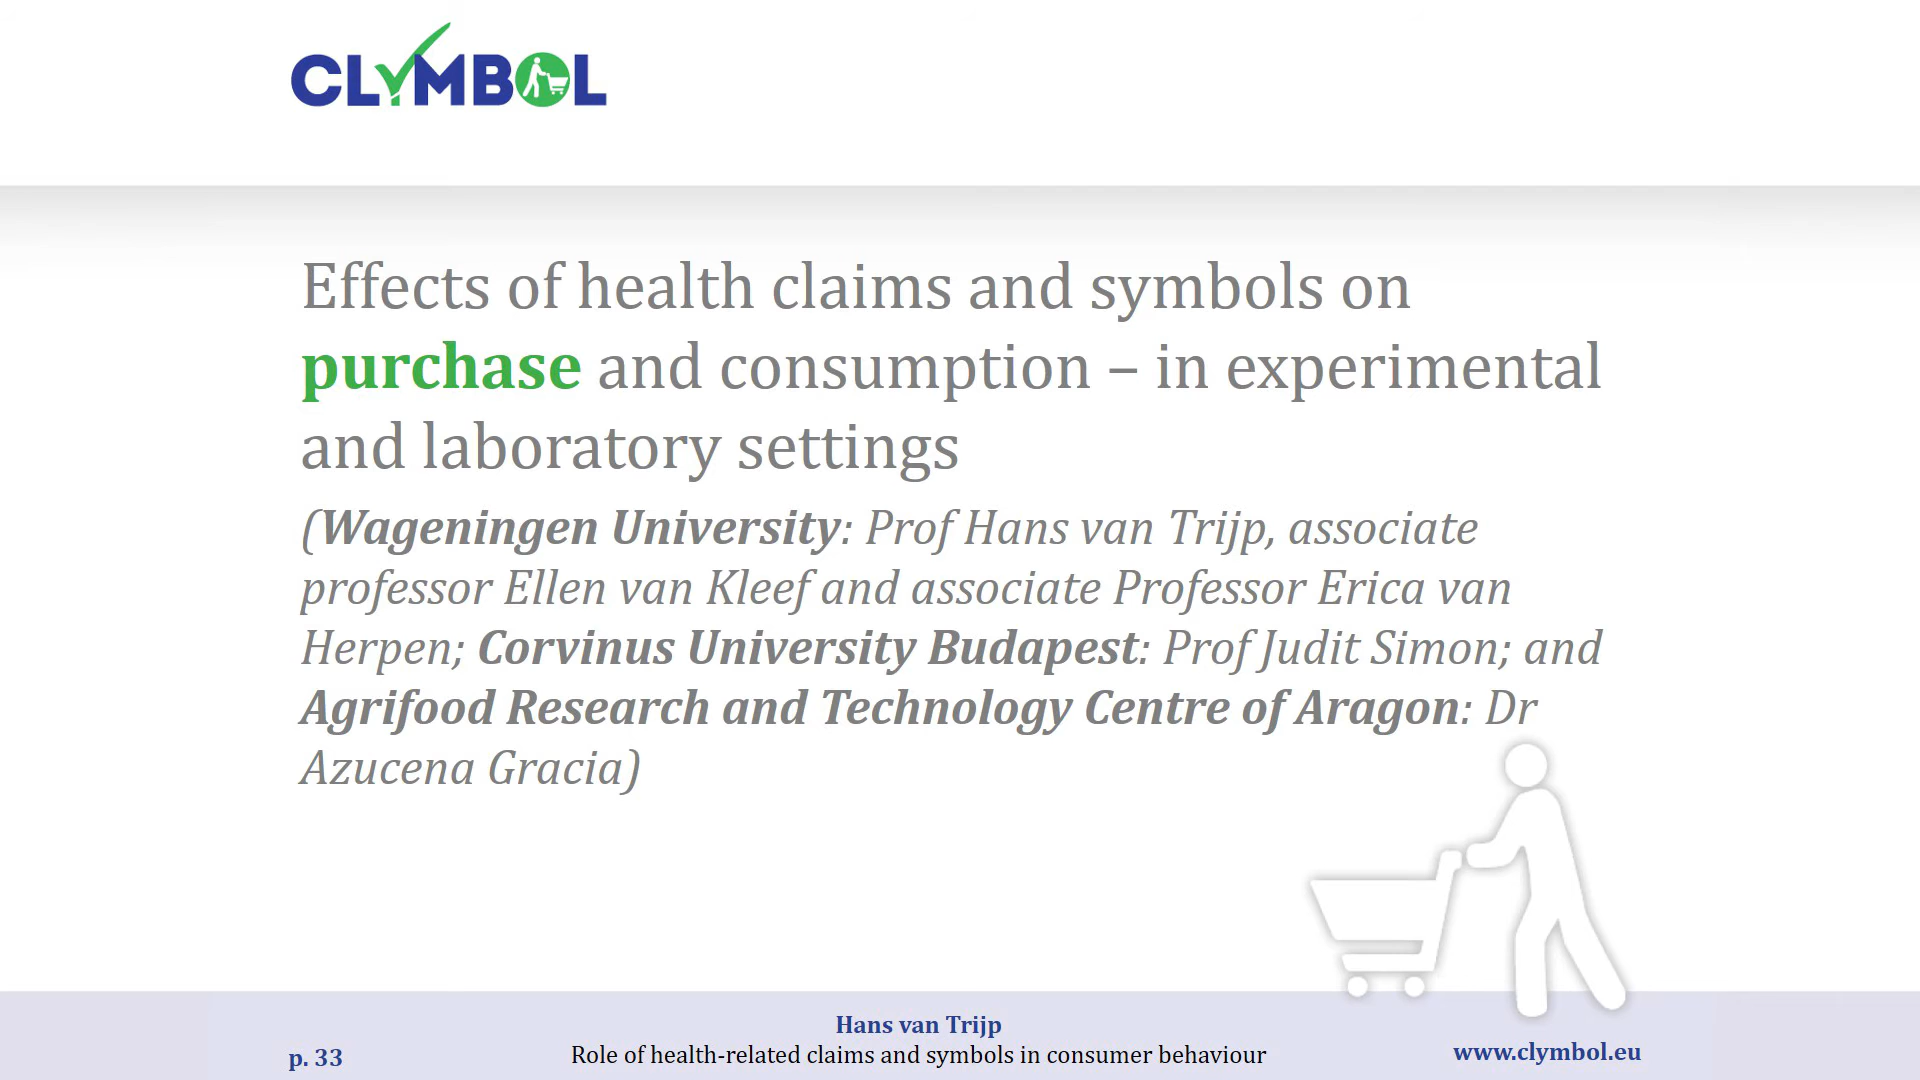 CLYMBOL
Effects of health claims and symbols on
purchase and consumption – in experimental
and laboratory settings
(Wageningen University: Prof Hans van Trijp, associate
professor Ellen van Kleef and associate Professor Erica van
Herpen; Corvinus University Budapest: Prof Judit Simon; and
Agrifood Research and Technology Centre of Aragon: Dr
Azucena Gracia)
Hans van Trijp
p. 33
Role of health-related claims and symbols in consumer behaviour
www.clymbol.eu